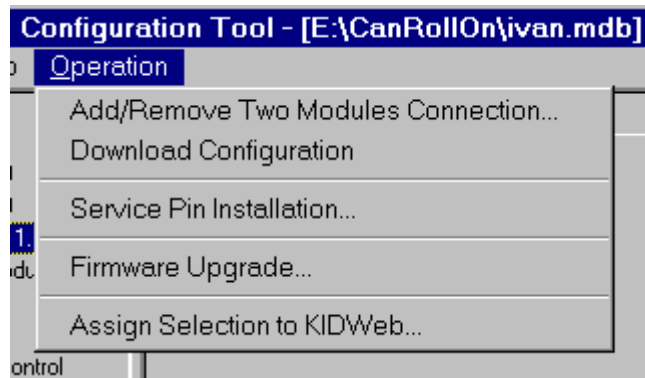 Configuration Tool - [E:\CanRollOn\ivan.mdb]
Operation
Add/Remove Two Modules Connection...
Download Configuration
Service Pin Installation...
1.
Firmware Upgrade...
Assign Selection to KIDWeb...
ontrol